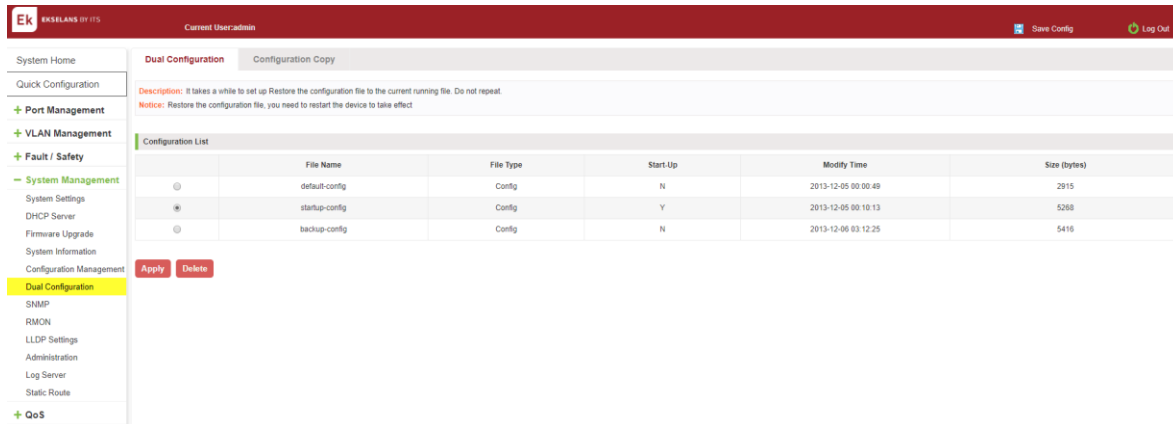 Ek EKSELANS BY ITS
Current User:admin
Save Config
Log Out
System Home
Quick Configuration
+ Port Management
+ VLAN Management
+ Fault / Safety
− System Management
System Settings
DHCP Server
Firmware Upgrade
System Information
Configuration Management
Dual Configuration
SNMP
RMON
LLDP Settings
Administration
Log Server
Static Route
+ QoS
Dual Configuration Configuration Copy
Description: It takes a while to set up Restore the configuration file to the current running file. Do not repeat.
Notice: Restore the configuration file, you need to restart the device to take effect
Configuration List
File Name File Type Start-Up Modify Time Size (bytes)
default-config Config N 2013-12-05 00:00:49 2915
startup-config Config Y 2013-12-05 00:10:13 5268
backup-config Config N 2013-12-06 03:12:25 5416
Apply Delete